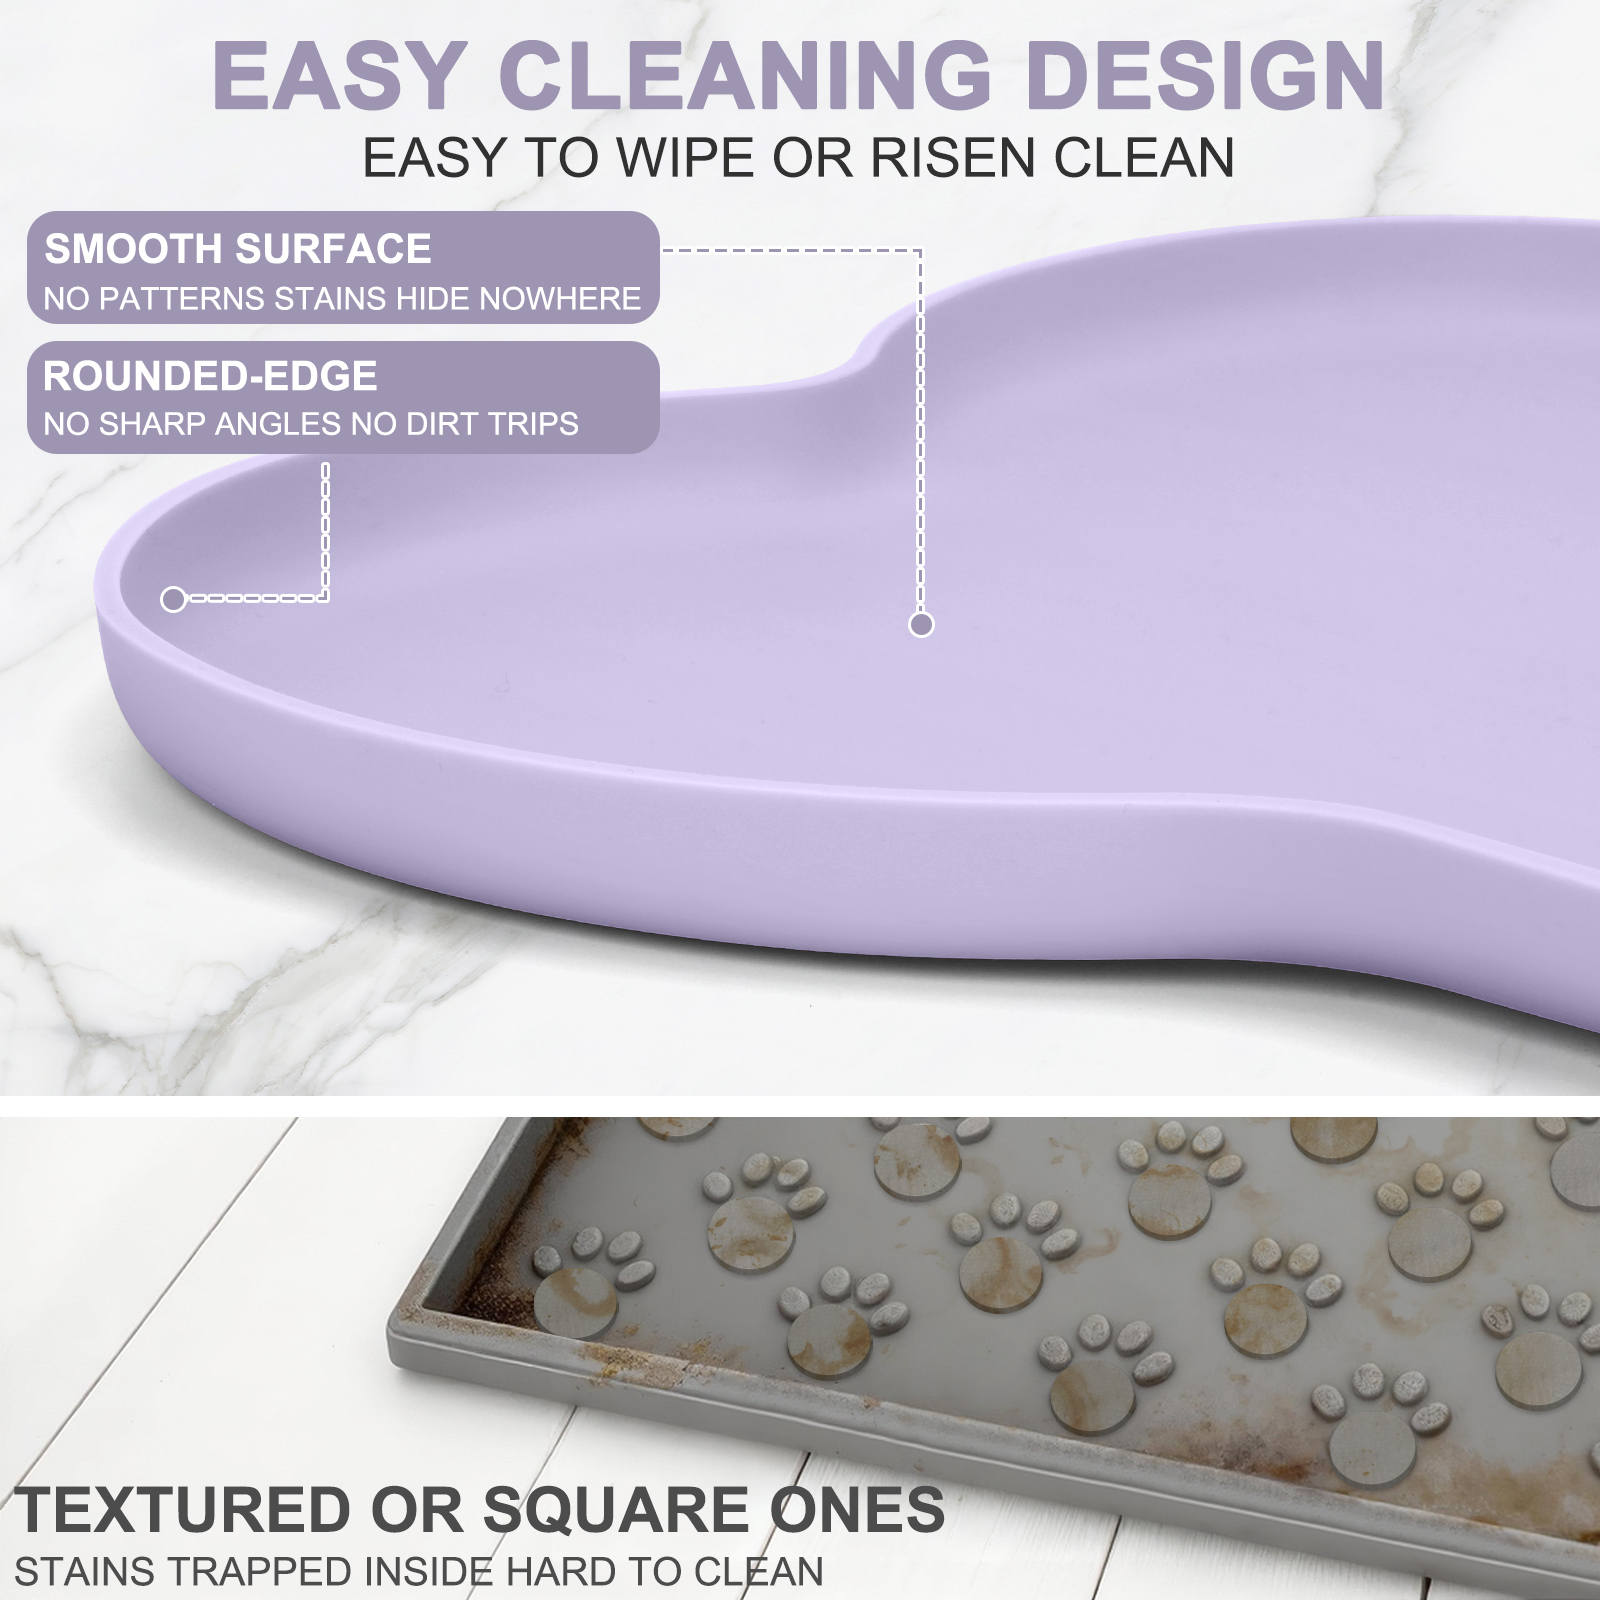 EASY CLEANING DESIGN
EASY TO WIPE OR RISEN CLEAN
SMOOTH SURFACE
NO PATTERNS STAINS HIDE NOWHERE
ROUNDED-EDGE
NO SHARP ANGLES NO DIRT TRIPS
TEXTURED OR SQUARE ONES
STAINS TRAPPED INSIDE HARD TO CLEAN